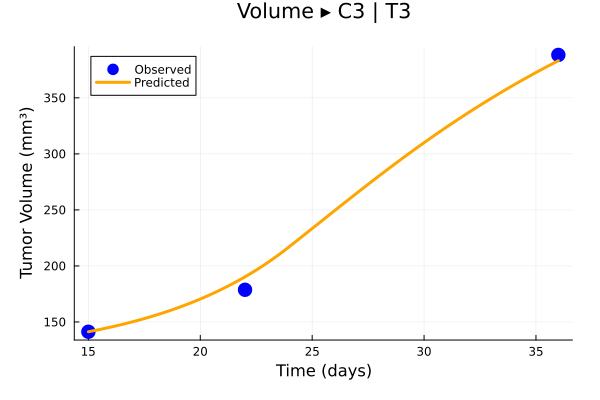 Volume ▸ C3 | T3
Observed
Predicted
Tumor Volume (mm³)
350
300
250
200
150
15 20 25 30 35
Time (days)